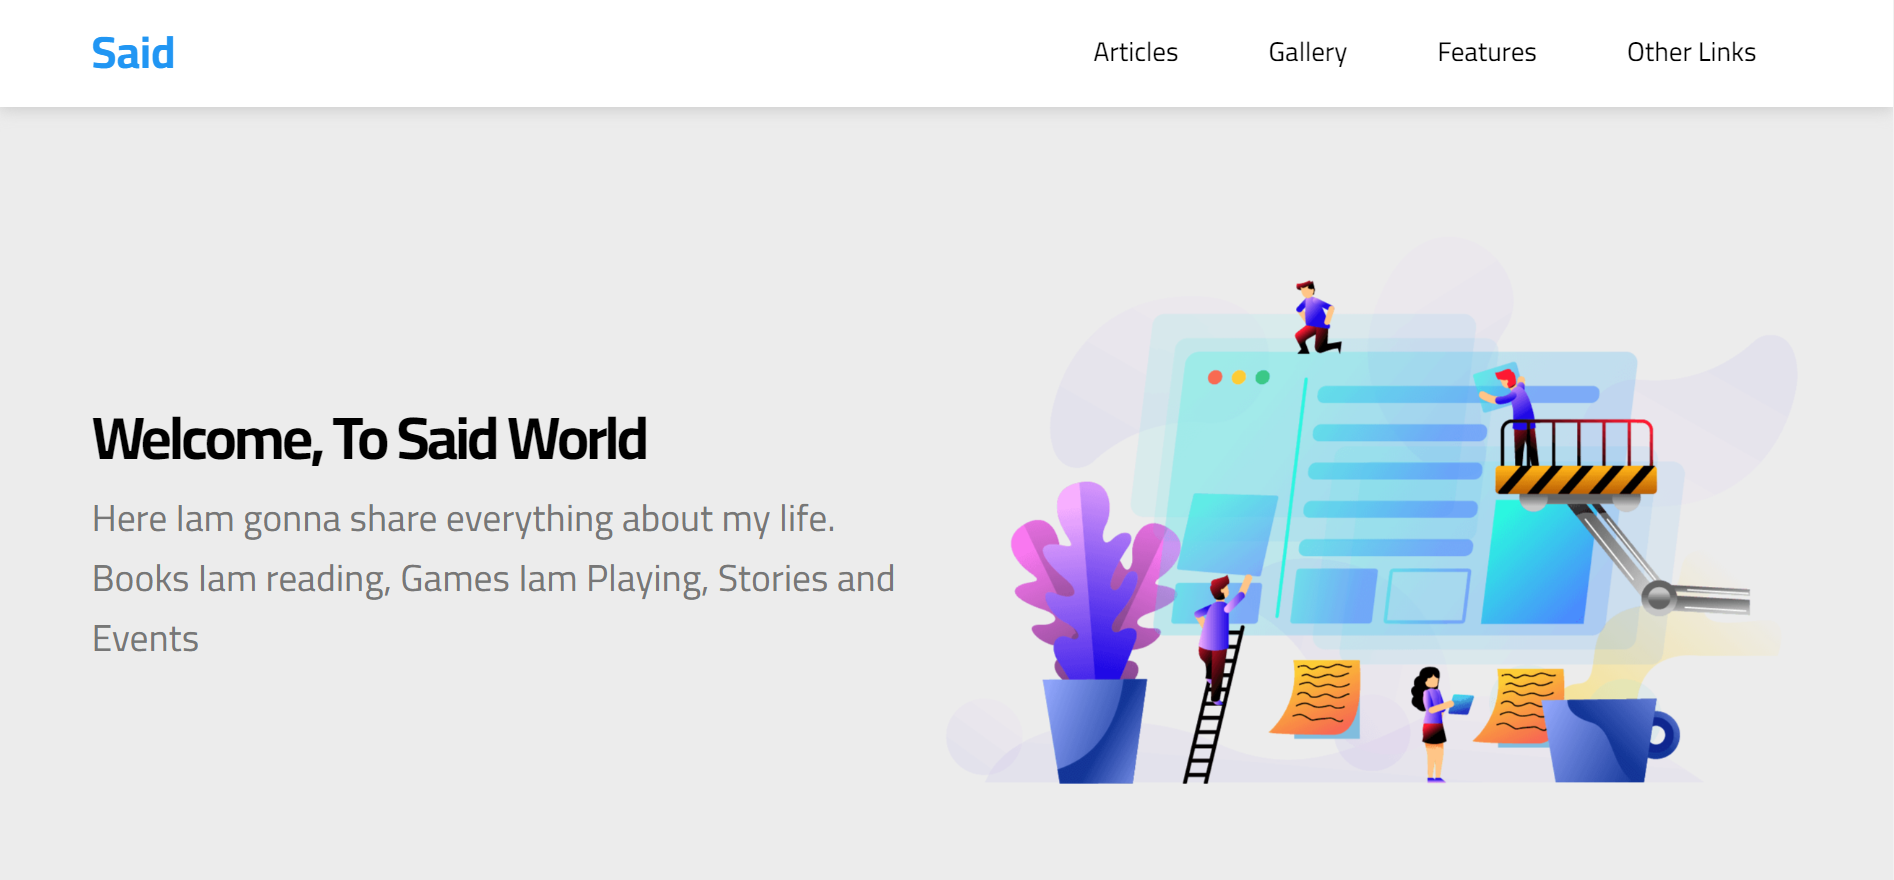 Said
Articles Gallery Features Other Links
Welcome, To Said World
Here Iam gonna share everything about my life.
Books Iam reading, Games Iam Playing, Stories and
Events